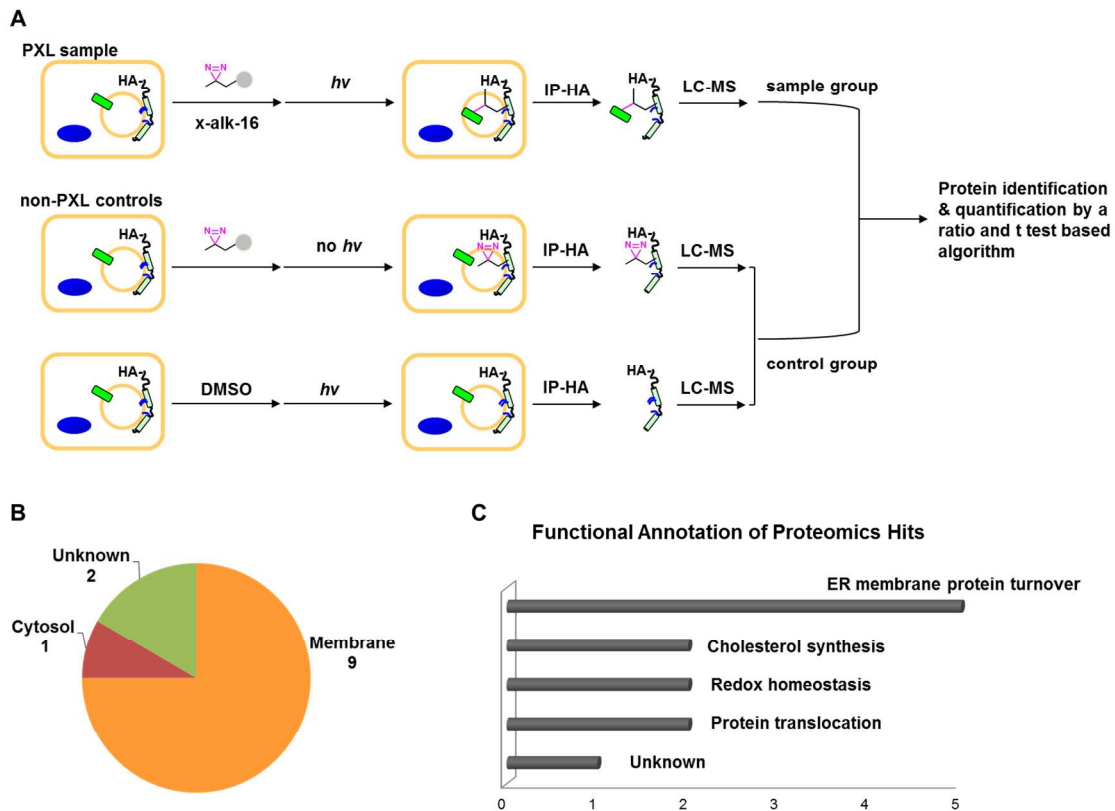 A
PXL sample
HA
N=N
x-alk-16
hv
HA
IP-HA
HA
LC-MS
sample group
non-PXL controls
HA
N=N
no hv
HA
N=N
IP-HA
HA
N=N
LC-MS
Protein identification
& quantification by a
ratio and t test based
algorithm
control group
HA
DMSO
hv
HA
IP-HA
HA
LC-MS
B
Unknown
2
Cytosol
1
Membrane
9
C
Functional Annotation of Proteomics Hits
ER membrane protein turnover
Cholesterol synthesis
Redox homeostasis
Protein translocation
Unknown
0 1 2 3 4 5